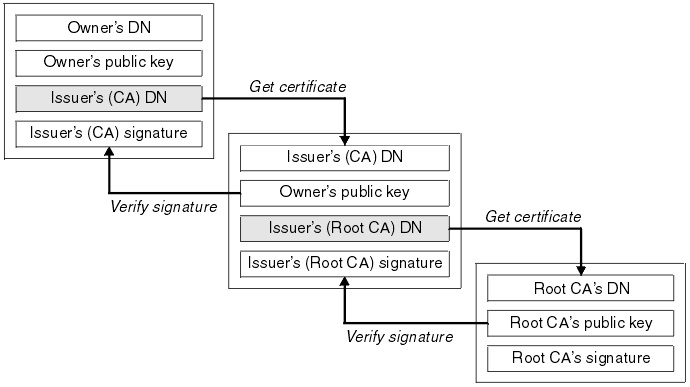 Owner's DN
Owner's public key
Issuer's (CA) DN
Issuer's (CA) signature
Get certificate
Verify signature
Issuer's (CA) DN
Owner's public key
Issuer's (Root CA) DN
Issuer's (Root CA) signature
Get certificate
Verify signature
Root CA's DN
Root CA's public key
Root CA's signature